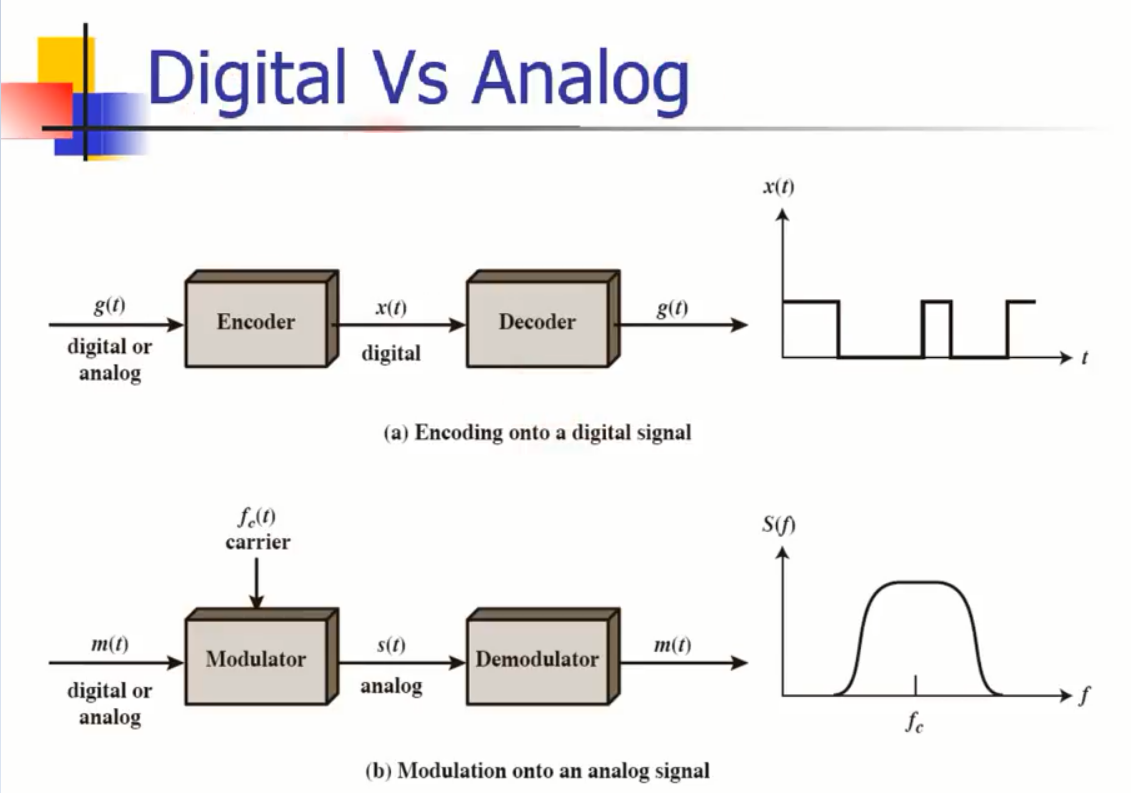 Digital Vs Analog
x(t)
g(t)
digital or
analog
Encoder
x(t)
digital
Decoder
g(t)
t
(a) Encoding onto a digital signal
f_c(t)
carrier
S(f)
m(t)
digital or
analog
Modulator
s(t)
analog
Demodulator
m(t)
f
f_c
(b) Modulation onto an analog signal